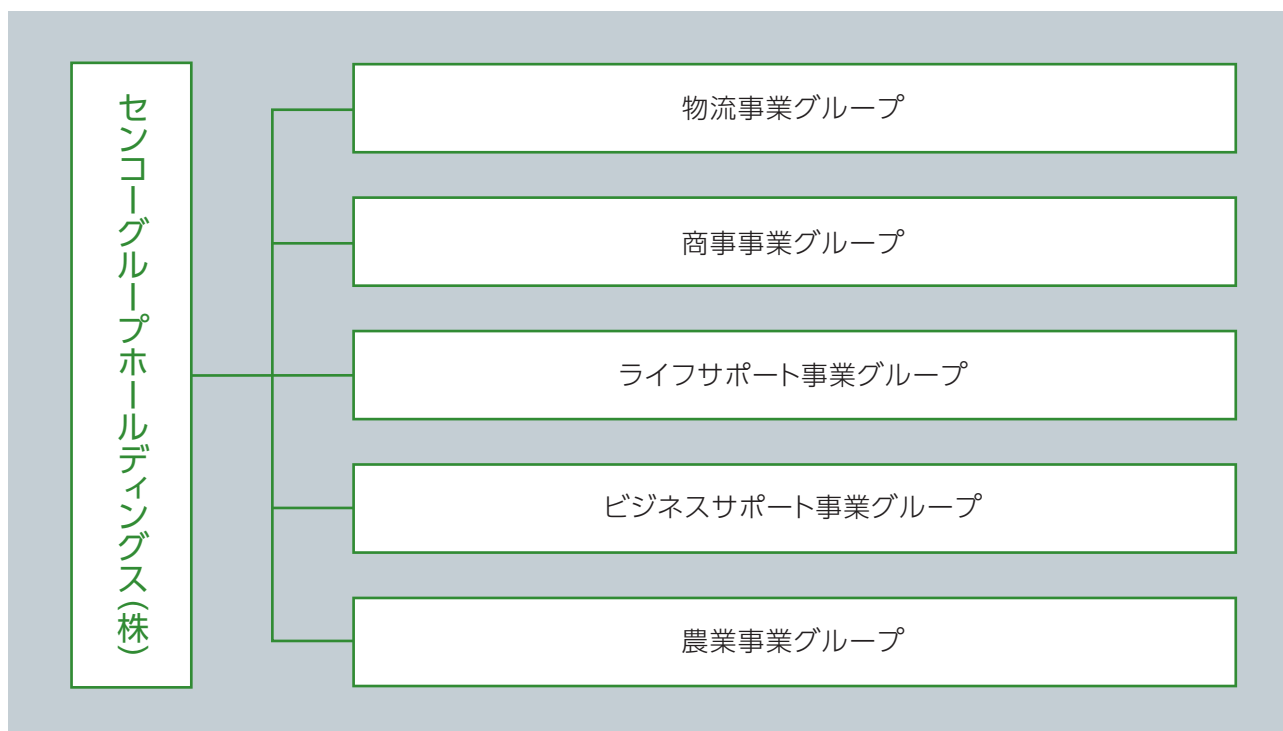 センコーグループホールディングス(株)
物流事業グループ
商事事業グループ
ライフサポート事業グループ
ビジネスサポート事業グループ
農業事業グループ